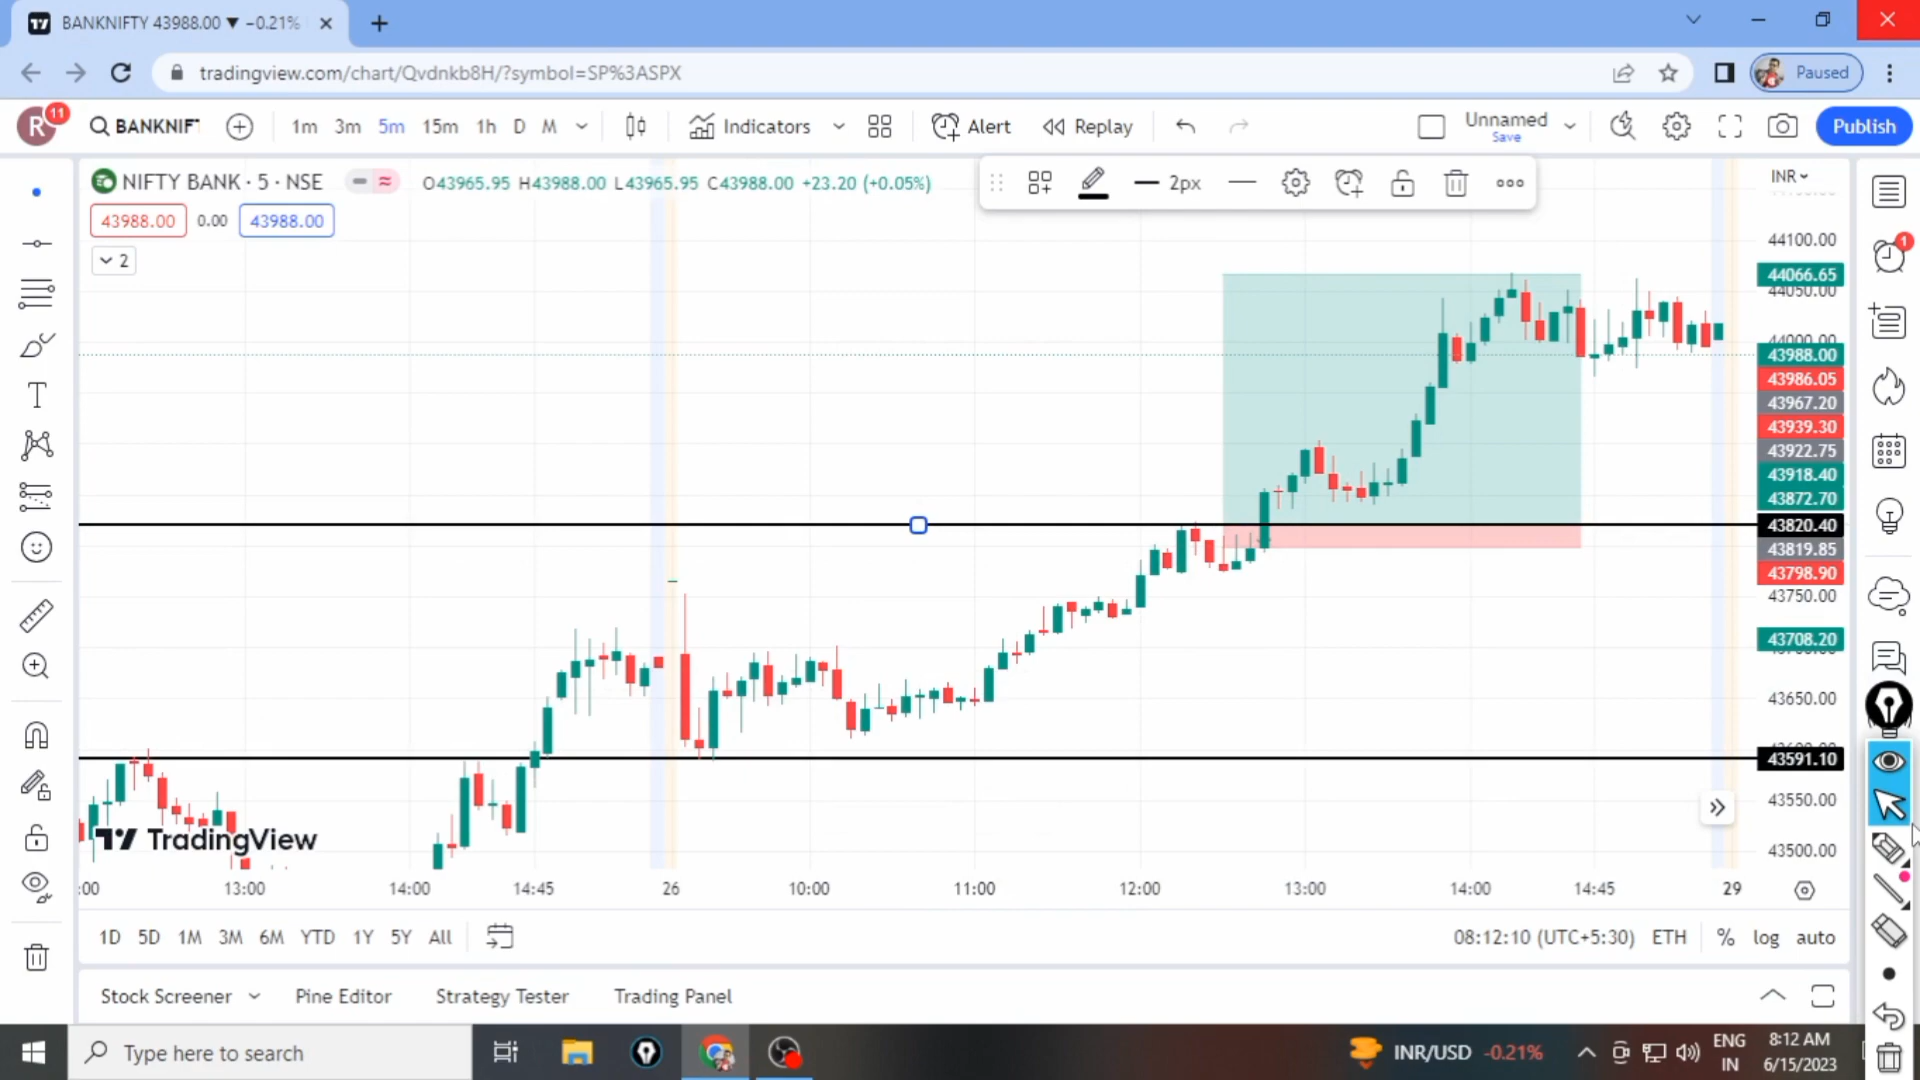 BANKNIFTY 43988.00 ▼ −0.21%
tradingview.com/chart/Qvdnkb8H/?symbol=SP%3ASPX
Paused
R
11
BANKNIFT
1m 3m 5m 15m 1h D M
Indicators
Alert
Replay
Unnamed
Save
Publish
NIFTY BANK · 5 · NSE
O43965.95 H43988.00 L43965.95 C43988.00 +23.20 (+0.05%)
2px
INR
43988.00 0.00 43988.00
2
1
44100.00
44066.65
44050.00
43988.00
43986.05
43967.20
43939.30
43922.75
43918.40
43872.70
43820.40
43819.85
43798.90
43750.00
43708.20
43650.00
43591.10
43550.00
43500.00
TradingView
:00 13:00 14:00 14:45 26 10:00 11:00 12:00 13:00 14:00 14:45 29
1D 5D 1M 3M 6M YTD 1Y 5Y All
08:12:10 (UTC+5:30) ETH % log auto
Stock Screener Pine Editor Strategy Tester Trading Panel
Type here to search
INR/USD -0.21%
ENG
IN
8:12 AM
6/15/2023